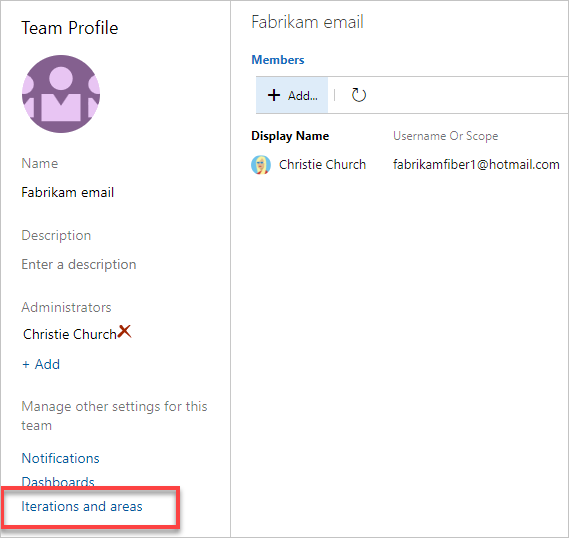 Team Profile
Name
Fabrikam email
Description
Enter a description
Administrators
Christie Church
+ Add
Manage other settings for this
team
Notifications
Dashboards
Iterations and areas
Fabrikam email
Members
+ Add...
Display Name Username Or Scope
Christie Church fabrikamfiber1@hotmail.com